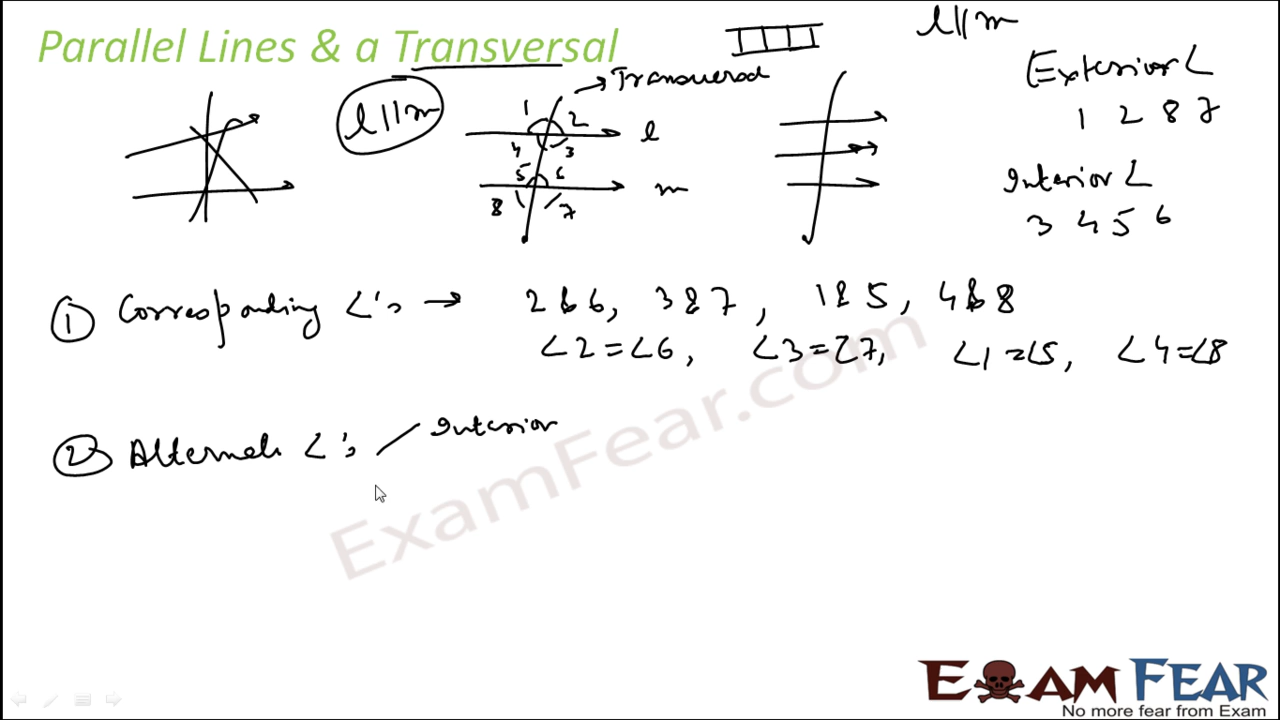 Parallel Lines & a Transversal
l || m
l || m
Transversal
1 2 l
4 3
5 6 m
8 7
Exterior ∠
1 2 8 7
Interior ∠
3 4 5 6
① Corresponding ∠'s → 2&6, 3&7, 1&5, 4&8
∠2=∠6, ∠3=∠7, ∠1=∠5, ∠4=∠8
② Alternate ∠'s Interior
ExamFear.com
EXAM FEAR
No more fear from Exam